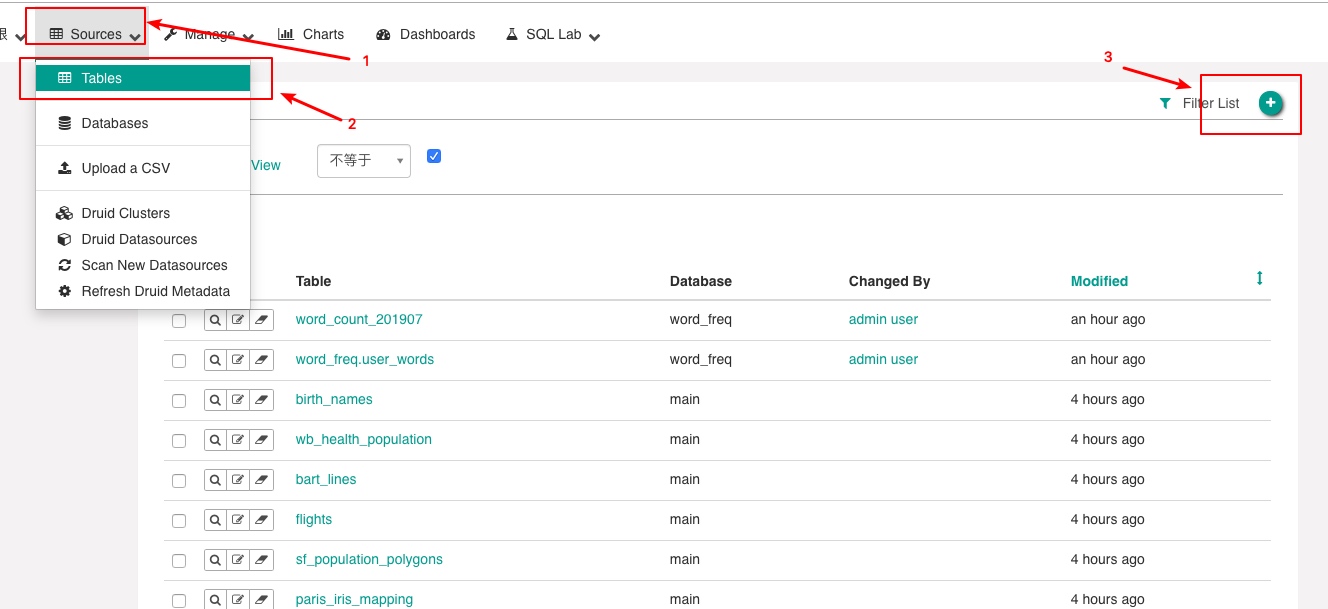 限 Sources Manage Charts Dashboards SQL Lab
1
Tables
3
Filter List
2
Databases
View 不等于
Upload a CSV
Druid Clusters
Druid Datasources
Scan New Datasources
Refresh Druid Metadata
Table Database Changed By Modified
word_count_201907 word_freq admin user an hour ago
word_freq.user_words word_freq admin user an hour ago
birth_names main 4 hours ago
wb_health_population main 4 hours ago
bart_lines main 4 hours ago
flights main 4 hours ago
sf_population_polygons main 4 hours ago
paris_iris_mapping main 4 hours ago